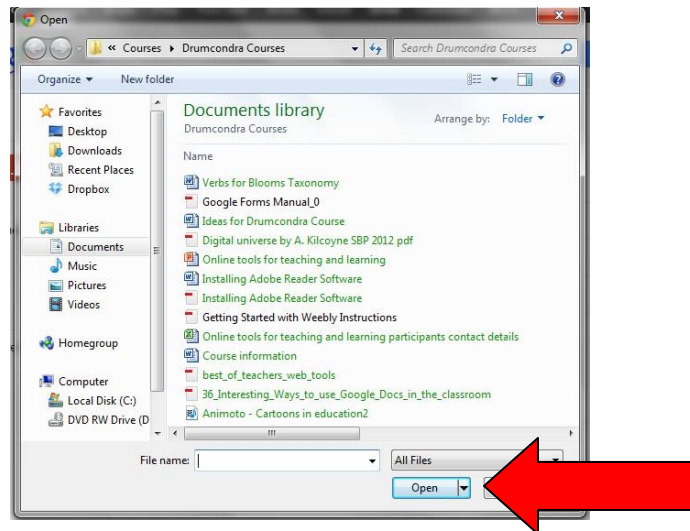 Open
« Courses ▸ Drumcondra Courses
Search Drumcondra Courses
Organize
New folder
Favorites
Desktop
Downloads
Recent Places
Dropbox
Libraries
Documents
Music
Pictures
Videos
Homegroup
Computer
Local Disk (C:)
DVD RW Drive (D
Documents library
Drumcondra Courses
Arrange by: Folder
Name
Verbs for Blooms Taxonomy
Google Forms Manual_0
Ideas for Drumcondra Course
Digital universe by A. Kilcoyne SBP 2012 pdf
Online tools for teaching and learning
Installing Adobe Reader Software
Installing Adobe Reader Software
Getting Started with Weebly Instructions
Online tools for teaching and learning participants contact details
Course information
best_of_teachers_web_tools
36_Interesting_Ways_to_use_Google_Docs_in_the_classroom
Animoto - Cartoons in education2
File name:
All Files
Open